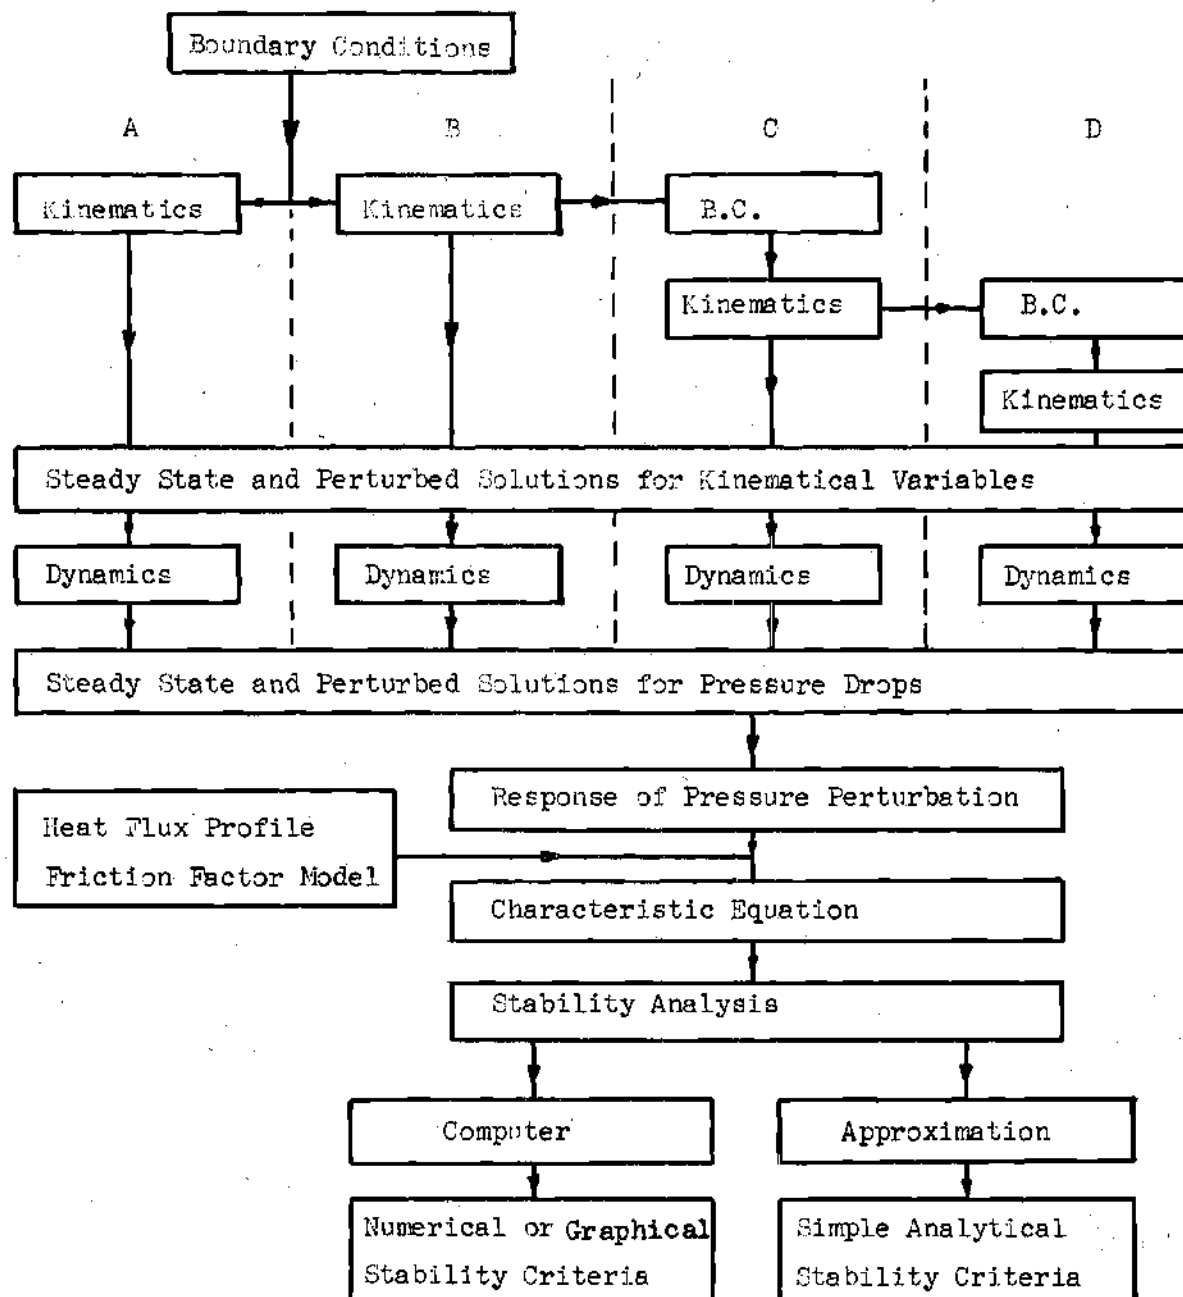 Boundary Conditions
A
B
C
D
Kinematics
Kinematics
B.C.
Kinematics
B.C.
Kinematics
Steady State and Perturbed Solutions for Kinematical Variables
Dynamics
Dynamics
Dynamics
Dynamics
Steady State and Perturbed Solutions for Pressure Drops
Response of Pressure Perturbation
Heat Flux Profile
Friction Factor Model
Characteristic Equation
Stability Analysis
Computer
Approximation
Numerical or Graphical
Stability Criteria
Simple Analytical
Stability Criteria